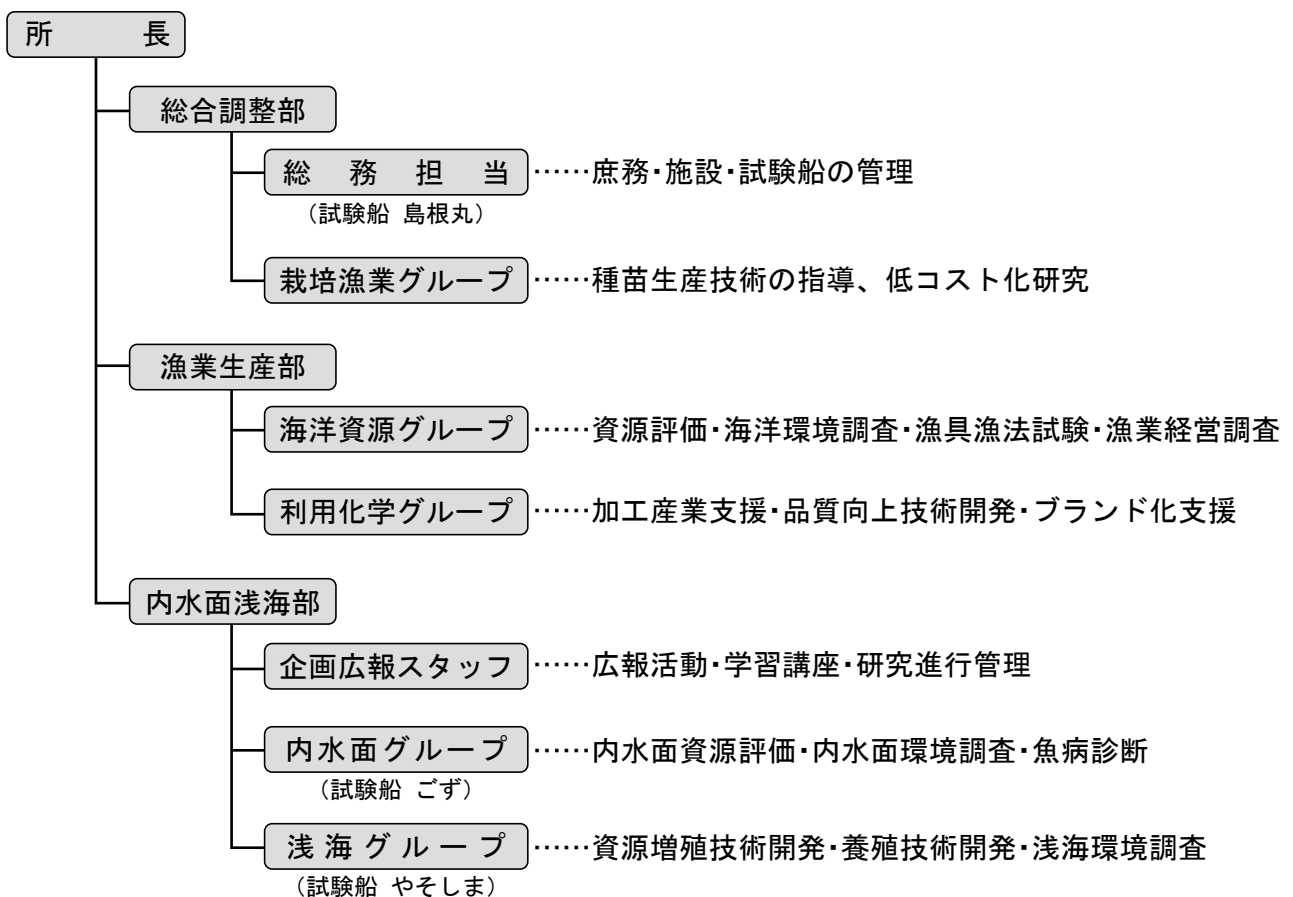 所　　長
総合調整部
総務担当……庶務・施設・試験船の管理
（試験船 島根丸）
栽培漁業グループ……種苗生産技術の指導、低コスト化研究
漁業生産部
海洋資源グループ……資源評価・海洋環境調査・漁具漁法試験・漁業経営調査
利用化学グループ……加工産業支援・品質向上技術開発・ブランド化支援
内水面浅海部
企画広報スタッフ……広報活動・学習講座・研究進行管理
内水面グループ……内水面資源評価・内水面環境調査・魚病診断
（試験船 ごず）
浅海グループ……資源増殖技術開発・養殖技術開発・浅海環境調査
（試験船 やそしま）